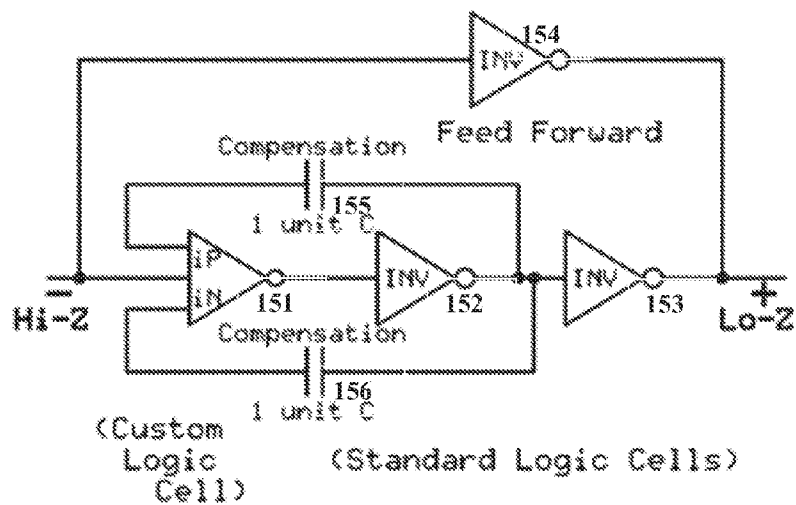 154
INV
Feed Forward
Compensation
155
1 unit C
iP
iN
151
INV
152
INV
153
−
Hi-Z
+
Lo-Z
Compensation
156
1 unit C
(Custom
Logic
Cell)
(Standard Logic Cells)